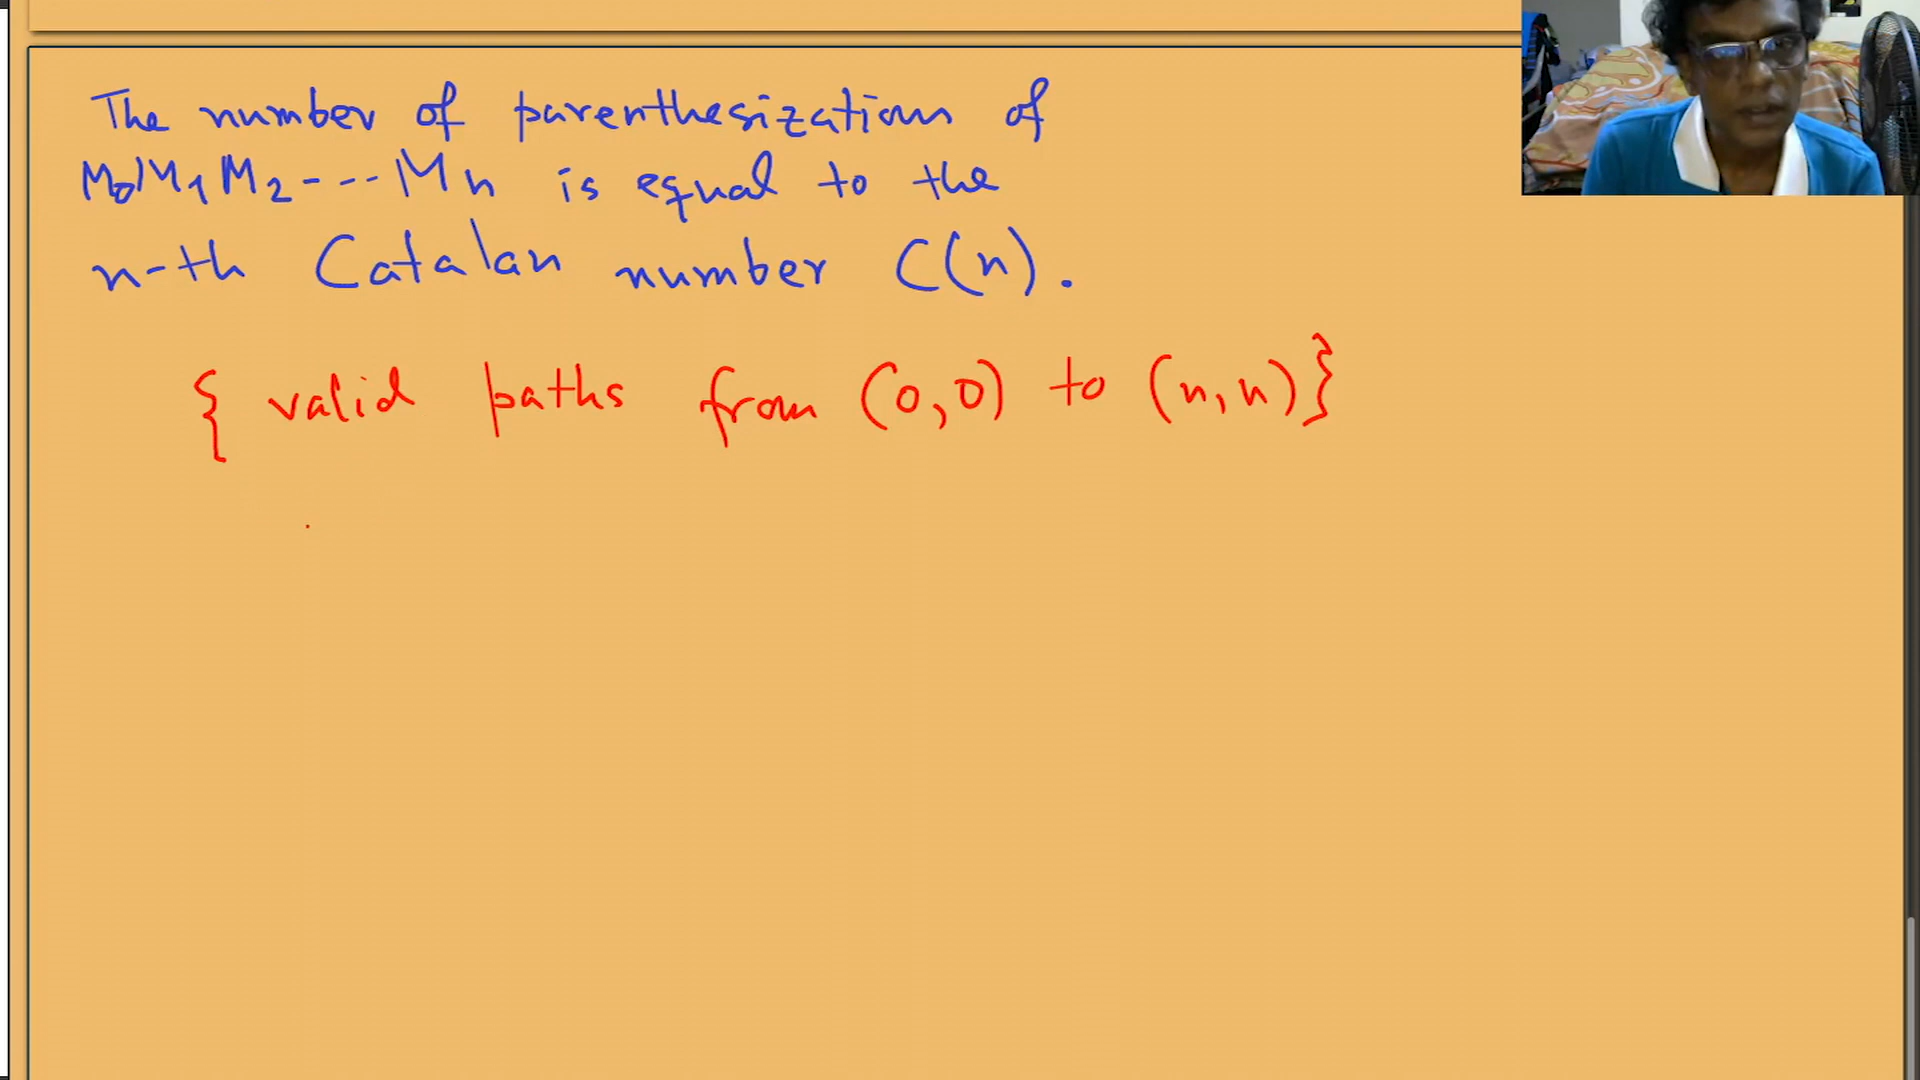 The number of parenthesizations of
M0M1M2---Mn is equal to the
n-th Catalan number C(n).
{ valid paths from (0,0) to (n,n)}